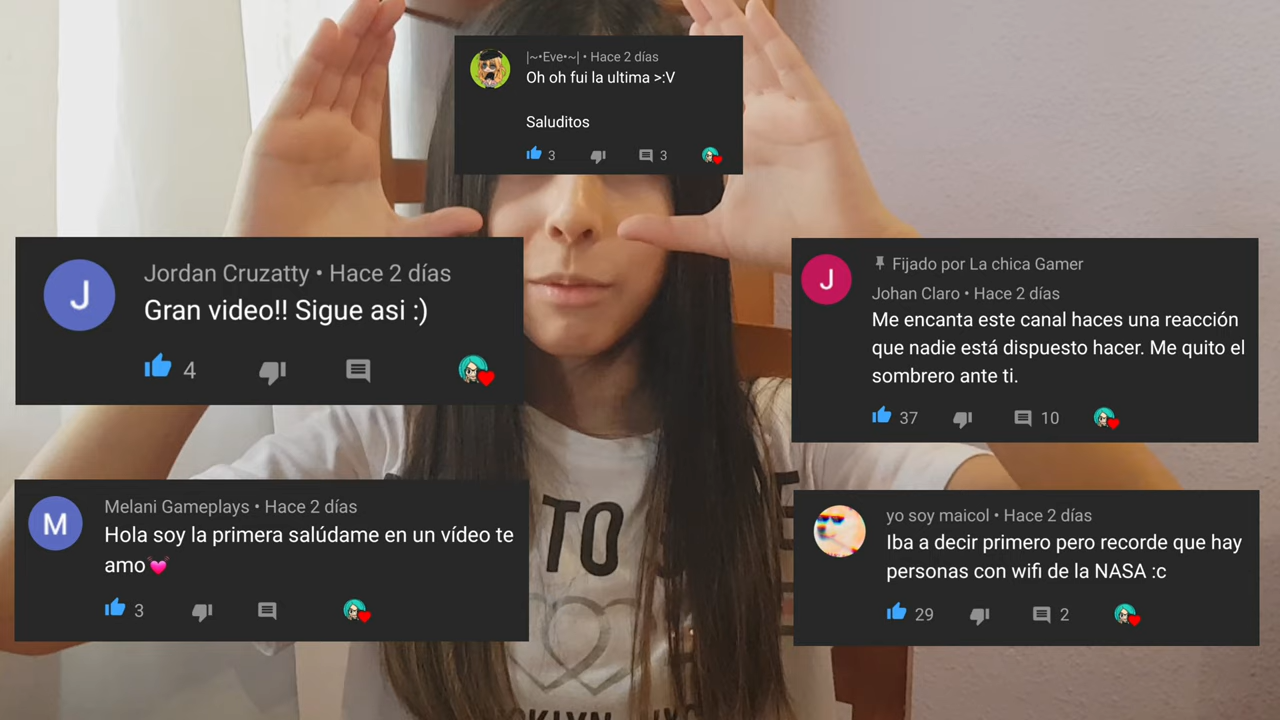 |~•Eve•~| • Hace 2 días
Oh oh fui la ultima >:V
Saluditos
3
3
J
Jordan Cruzatty • Hace 2 días
Gran video!! Sigue asi :)
4
J
Fijado por La chica Gamer
Johan Claro • Hace 2 días
Me encanta este canal haces una reacción
que nadie está dispuesto hacer. Me quito el
sombrero ante ti.
37
10
M
Melani Gameplays • Hace 2 días
Hola soy la primera salúdame en un vídeo te
amo💓
3
yo soy maicol • Hace 2 días
Iba a decir primero pero recorde que hay
personas con wifi de la NASA :c
29
2
TO